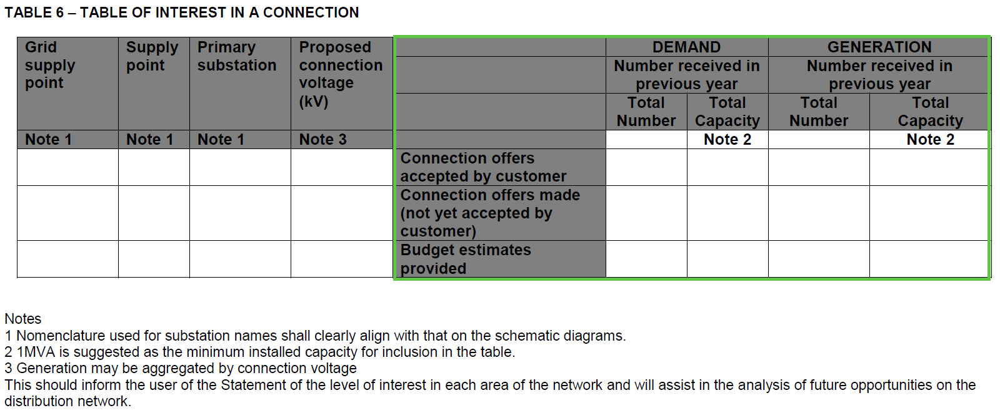 TABLE 6 – TABLE OF INTEREST IN A CONNECTION
Grid supply point
Supply point
Primary substation
Proposed connection voltage (kV)
DEMAND
GENERATION
Number received in previous year
Number received in previous year
Total Number
Total Capacity
Total Number
Total Capacity
Note 1
Note 1
Note 1
Note 3
Note 2
Note 2
Connection offers
accepted by customer
Connection offers made
(not yet accepted by
customer)
Budget estimates
provided
Notes
1 Nomenclature used for substation names shall clearly align with that on the schematic diagrams.
2 1MVA is suggested as the minimum installed capacity for inclusion in the table.
3 Generation may be aggregated by connection voltage
This should inform the user of the Statement of the level of interest in each area of the network and will assist in the analysis of future opportunities on the
distribution network.